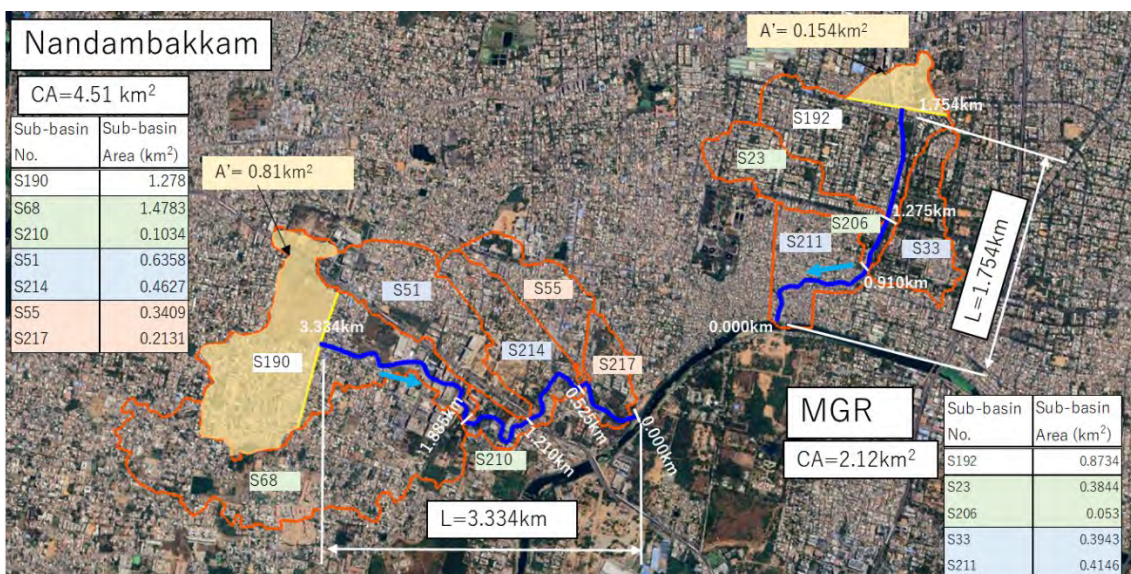 Nandambakkam
CA=4.51 km²
Sub-basin No. Sub-basin Area (km²)
S190 1.278
S68 1.4783
S210 0.1034
S51 0.6358
S214 0.4627
S55 0.3409
S217 0.2131
A'= 0.81km²
S190
3.334km
S51
S55
S214
S217
S68
S210
1.885km
1.210km
0.525km
0.000km
L=3.334km
A'= 0.154km²
1.754km
S192
S23
1.275km
S206
S211
S33
0.910km
0.000km
L=1.754km
MGR
CA=2.12km²
Sub-basin No. Sub-basin Area (km²)
S192 0.8734
S23 0.3844
S206 0.053
S33 0.3943
S211 0.4146